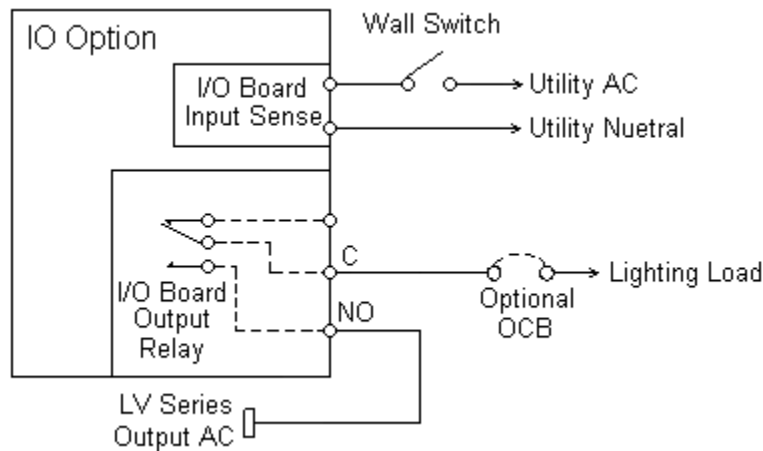 IO Option
Wall Switch
I/O Board
Input Sense
Utility AC
Utility Nuetral
C
I/O Board
Output
Relay
NO
Optional
OCB
Lighting Load
LV Series
Output AC